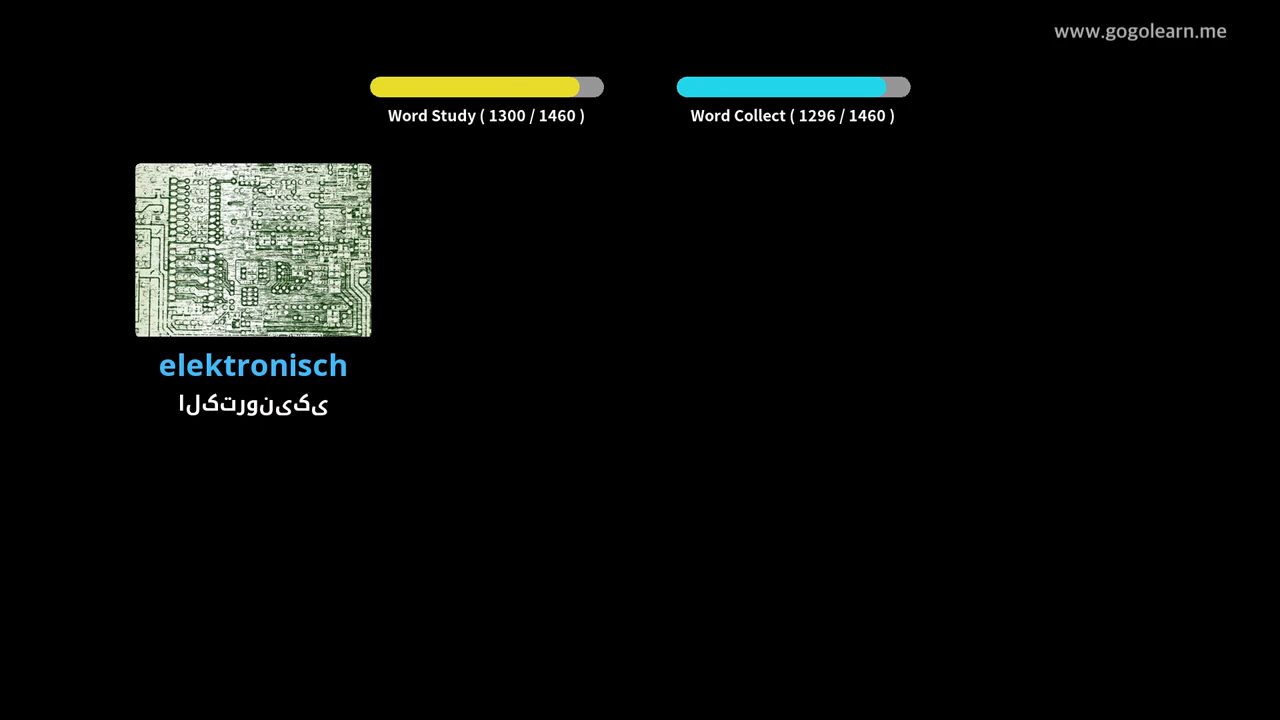 www.gogolearn.me
Word Study ( 1300 / 1460 )
Word Collect ( 1296 / 1460 )
elektronisch
الکترونیکی